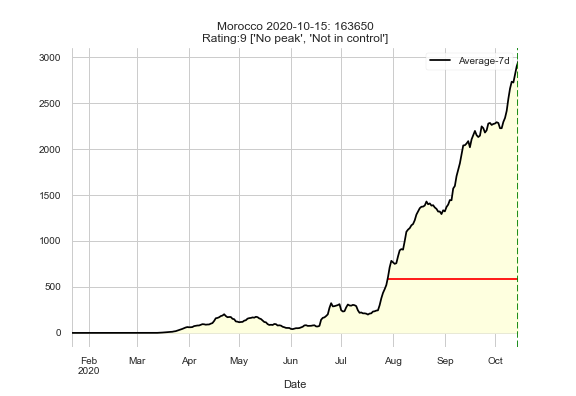 Morocco 2020-10-15: 163650
Rating:9 ['No peak', 'Not in control']
Average-7d
3000
2500
2000
1500
1000
500
0
Feb Mar Apr May Jun Jul Aug Sep Oct
2020
Date